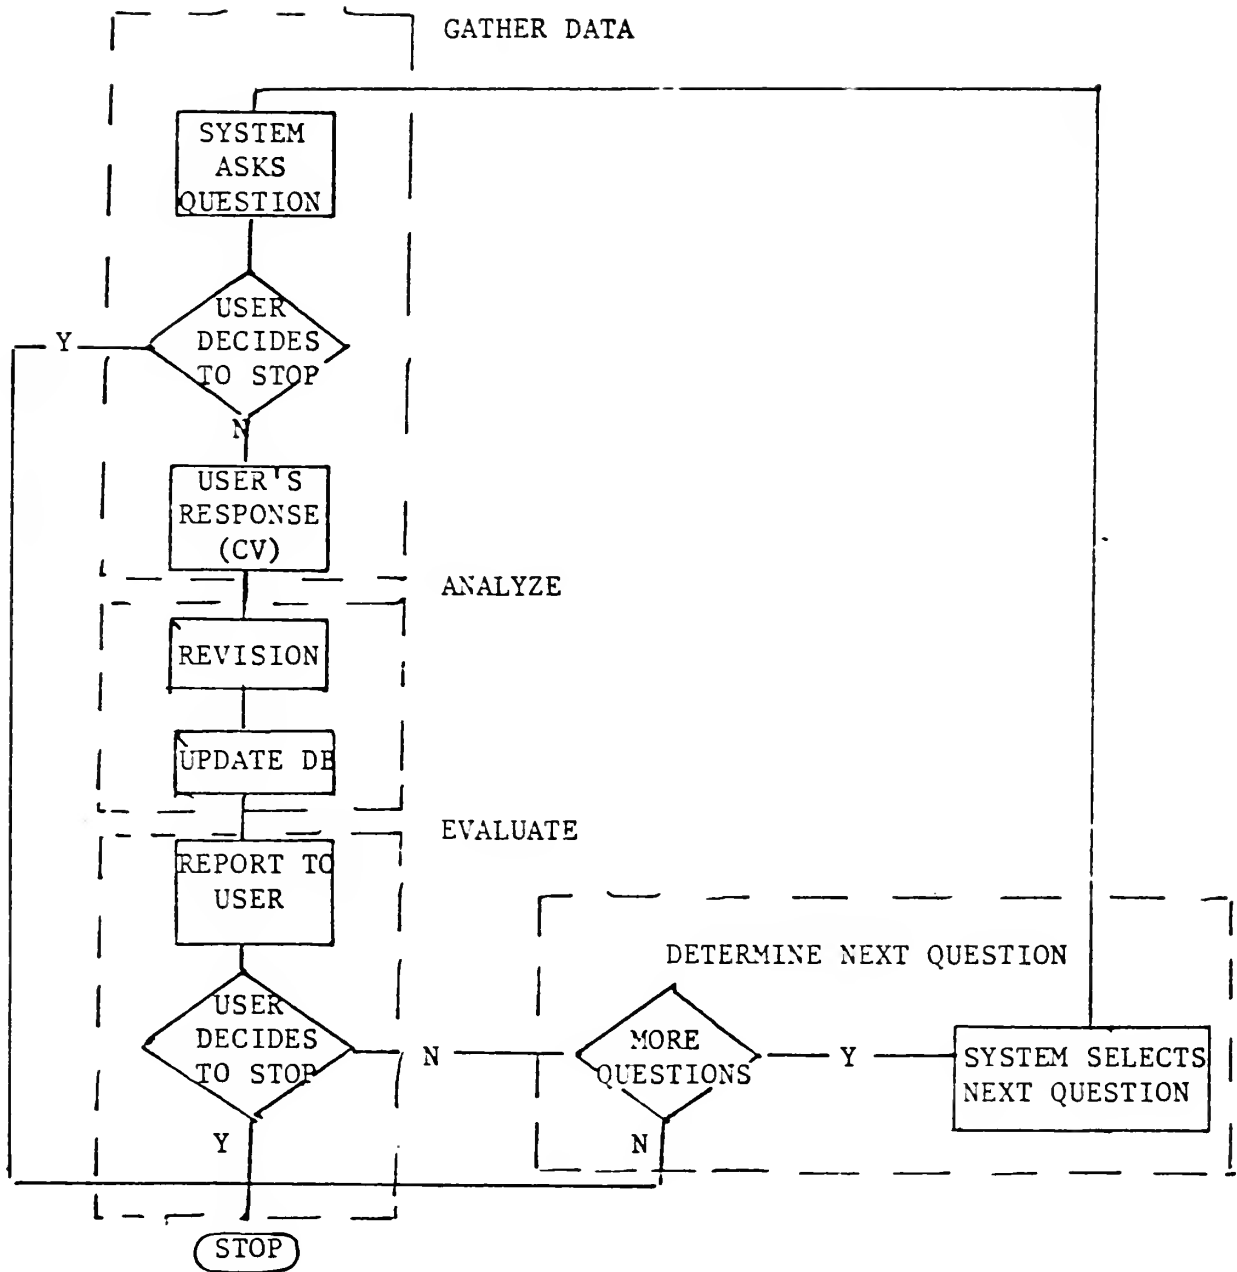 GATHER DATA
SYSTEM
ASKS
QUESTION
USER
DECIDES
TO STOP
Y
N
USER'S
RESPONSE
(CV)
ANALYZE
REVISION
UPDATE DB
EVALUATE
REPORT TO
USER
USER
DECIDES
TO STOP
N
Y
DETERMINE NEXT QUESTION
MORE
QUESTIONS
Y
N
SYSTEM SELECTS
NEXT QUESTION
STOP